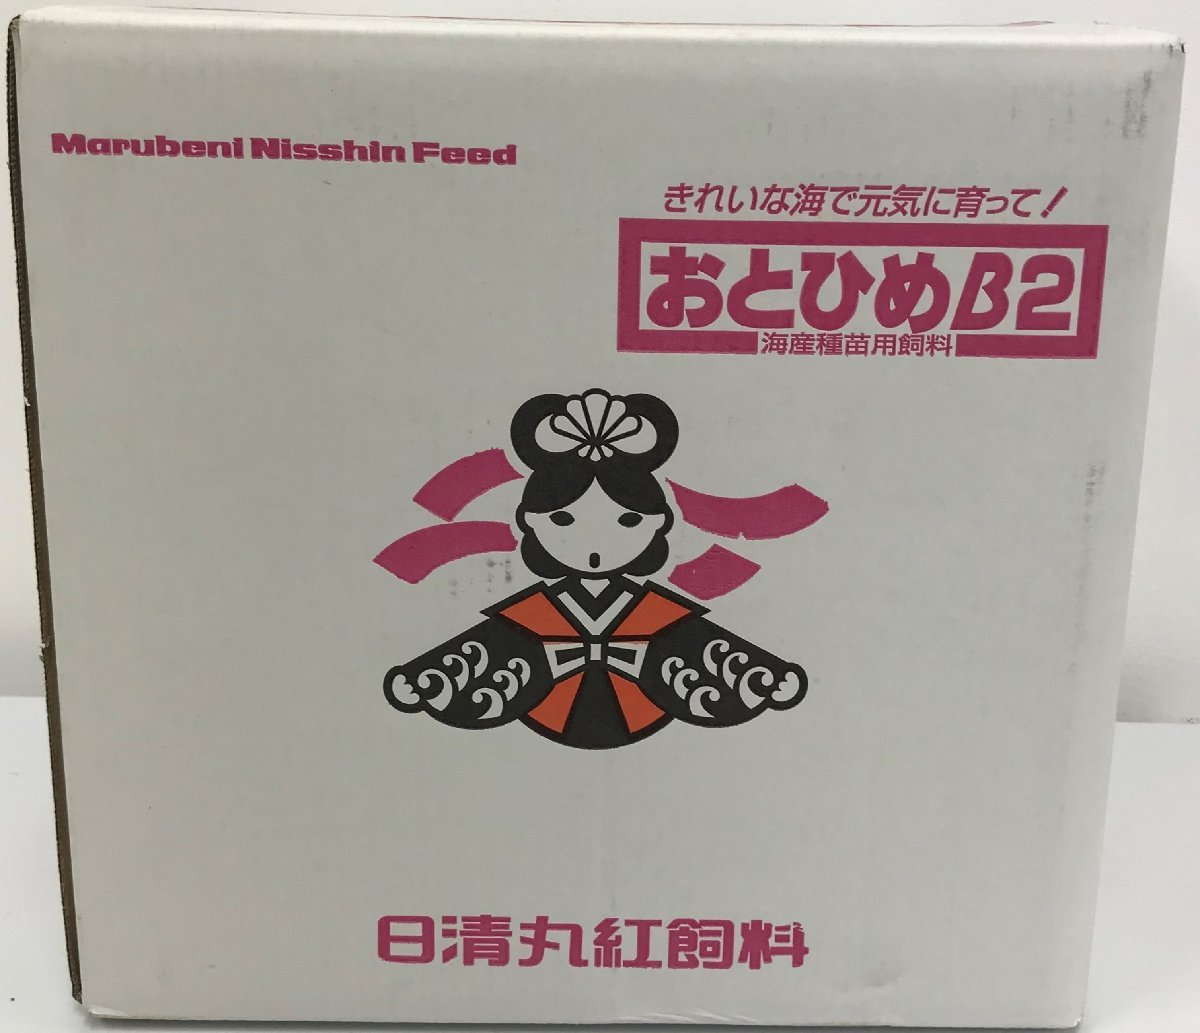 Marubeni Nisshin Feed
きれいな海で元気に育って!
おとひめB2
海産種苗用飼料
日清丸紅飼料